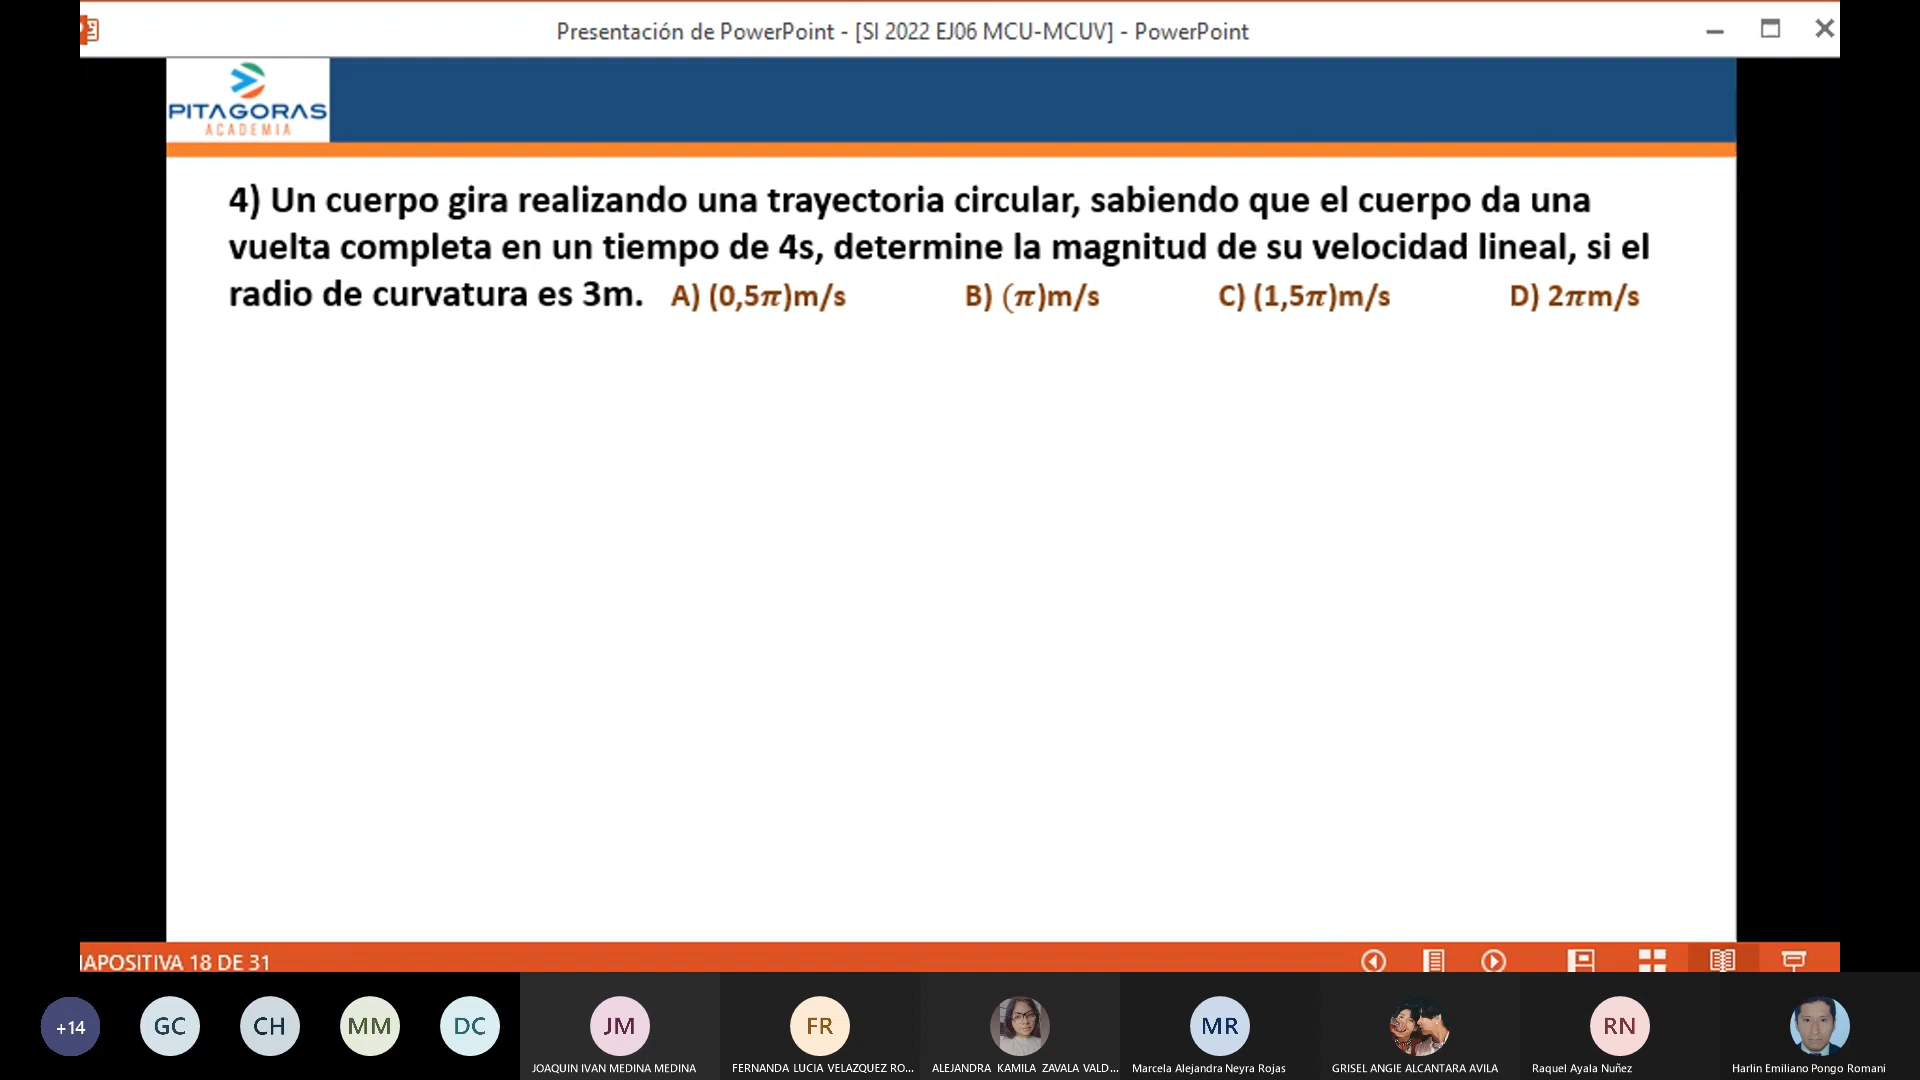 Presentación de PowerPoint - [SI 2022 EJ06 MCU-MCUV] - PowerPoint
PITAGORAS
ACADEMIA
4) Un cuerpo gira realizando una trayectoria circular, sabiendo que el cuerpo da una
vuelta completa en un tiempo de 4s, determine la magnitud de su velocidad lineal, si el
radio de curvatura es 3m. A) (0,5π)m/s B) (π)m/s C) (1,5π)m/s D) 2πm/s
IAPOSITIVA 18 DE 31
+14 GC CH MM DC JM FR MR RN
JOAQUIN IVAN MEDINA MEDINA FERNANDA LUCIA VELAZQUEZ RO... ALEJANDRA KAMILA ZAVALA VALD... Marcela Alejandra Neyra Rojas GRISEL ANGIE ALCANTARA AVILA Raquel Ayala Nuñez Harlin Emiliano Pongo Romani